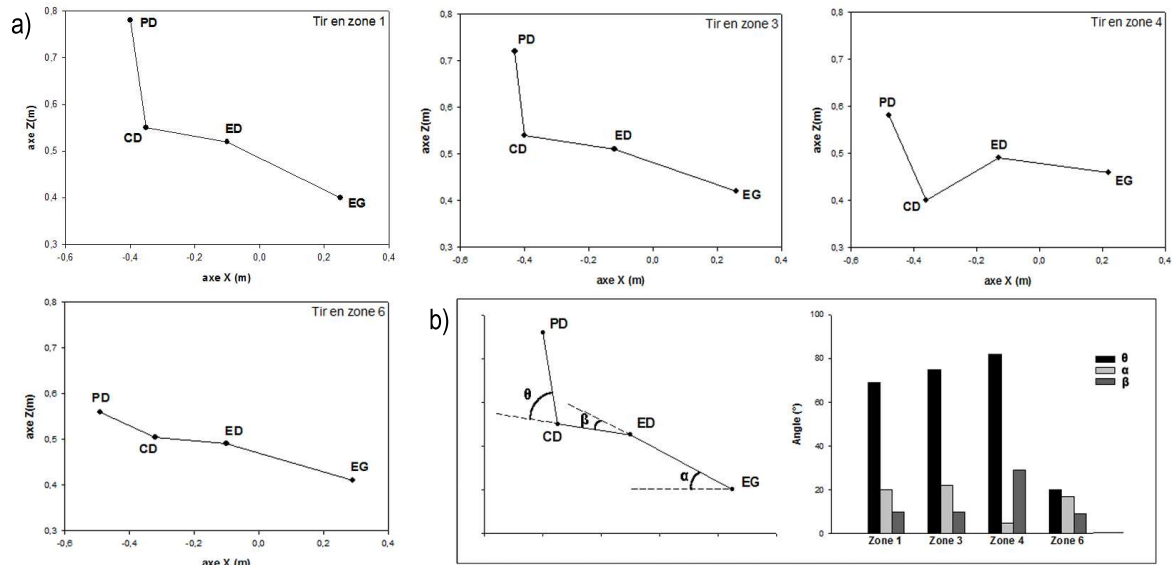 a)
Tir en zone 1
0,8
0,7
0,6
0,5
0,4
0,3
axe Z(m)
PD
CD
ED
EG
-0,6
-0,4
-0,2
0,0
0,2
0,4
axe X (m)
Tir en zone 3
0,8
0,7
0,6
0,5
0,4
0,3
axe Z(m)
PD
CD
ED
EG
-0,6
-0,4
-0,2
0,0
0,2
0,4
axe X (m)
Tir en zone 4
0,8
0,7
0,6
0,5
0,4
0,3
axe Z(m)
PD
CD
ED
EG
-0,6
-0,4
-0,2
0,0
0,2
0,4
axe X (m)
Tir en zone 6
0,8
0,7
0,6
0,5
0,4
0,3
axe Z(m)
PD
CD
ED
EG
-0,6
-0,4
-0,2
0,0
0,2
0,4
axe X (m)
b)
PD
θ
CD
β
ED
α
EG
100
80
60
40
20
0
Angle (°)
θ
α
β
Zone 1
Zone 3
Zone 4
Zone 6